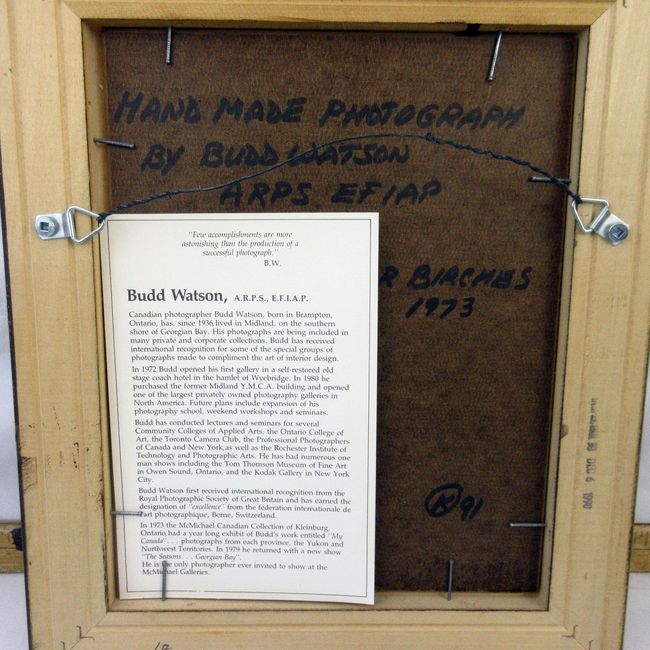 HAND MADE PHOTOGRAPH
BY BUDD WATSON
ARPS EFIAP
R BIRCHES
1973
"Few accomplishments are more
astonishing than the production of a
successful photograph."
B.W.
Budd Watson, A.R.P.S., E.F.I.A.P.
Canadian photographer Budd Watson, born in Brampton,
Ontario, has, since 1936, lived in Midland, on the southern
shore of Georgian Bay. His photographs are being included in
many private and corporate collections. Budd has received
international recognition for some of the special groups of
photographs made to compliment the art of interior design.
In 1972 Budd opened his first gallery in a self-restored old
stage coach hotel in the hamlet of Wyebridge. In 1980 he
purchased the former Midland Y.M.C.A. building and opened
one of the largest privately owned photography galleries in
North America. Future plans include expansion of his
photography school, weekend workshops and seminars.
Budd has conducted lectures and seminars for several
Community Colleges of Applied Arts, the Ontario College of
Art, the Toronto Camera Club, the Professional Photographers
of Canada and New York, as well as the Rochester Institute of
Technology and Photographic Arts. He has had numerous one
man shows including the Tom Thomson Museum of Fine Art
in Owen Sound, Ontario, and the Kodak Gallery in New York
City.
Budd Watson first received international recognition from the
Royal Photographic Society of Great Britain and has earned the
designation of "excellence" from the federation internationale de
l'art photographique, Berne, Switzerland.
In 1973 the McMichael Canadian Collection of Kleinburg,
Ontario, had a year long exhibit of Budd's work entitled "My
Canada". . . photographs from each province, the Yukon and
Northwest Territories. In 1979 he returned with a new show
"The Seasons. . . Georgian Bay".
He is the only photographer ever invited to show at the
McMichael Galleries.
K 91
DEC 6 1990